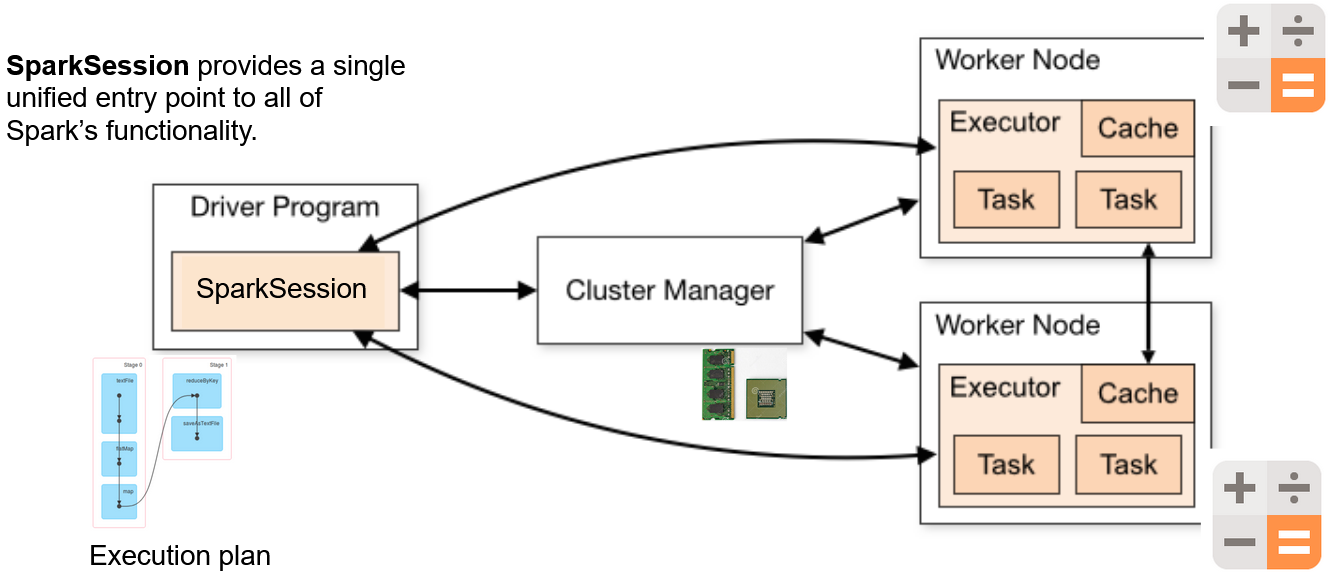 SparkSession provides a single
unified entry point to all of
Spark’s functionality.
Driver Program
SparkSession
Cluster Manager
Worker Node
Executor
Cache
Task
Task
Worker Node
Executor
Cache
Task
Task
Stage 0
textFile
flatMap
map
Stage 1
reduceByKey
saveAsTextFile
Execution plan